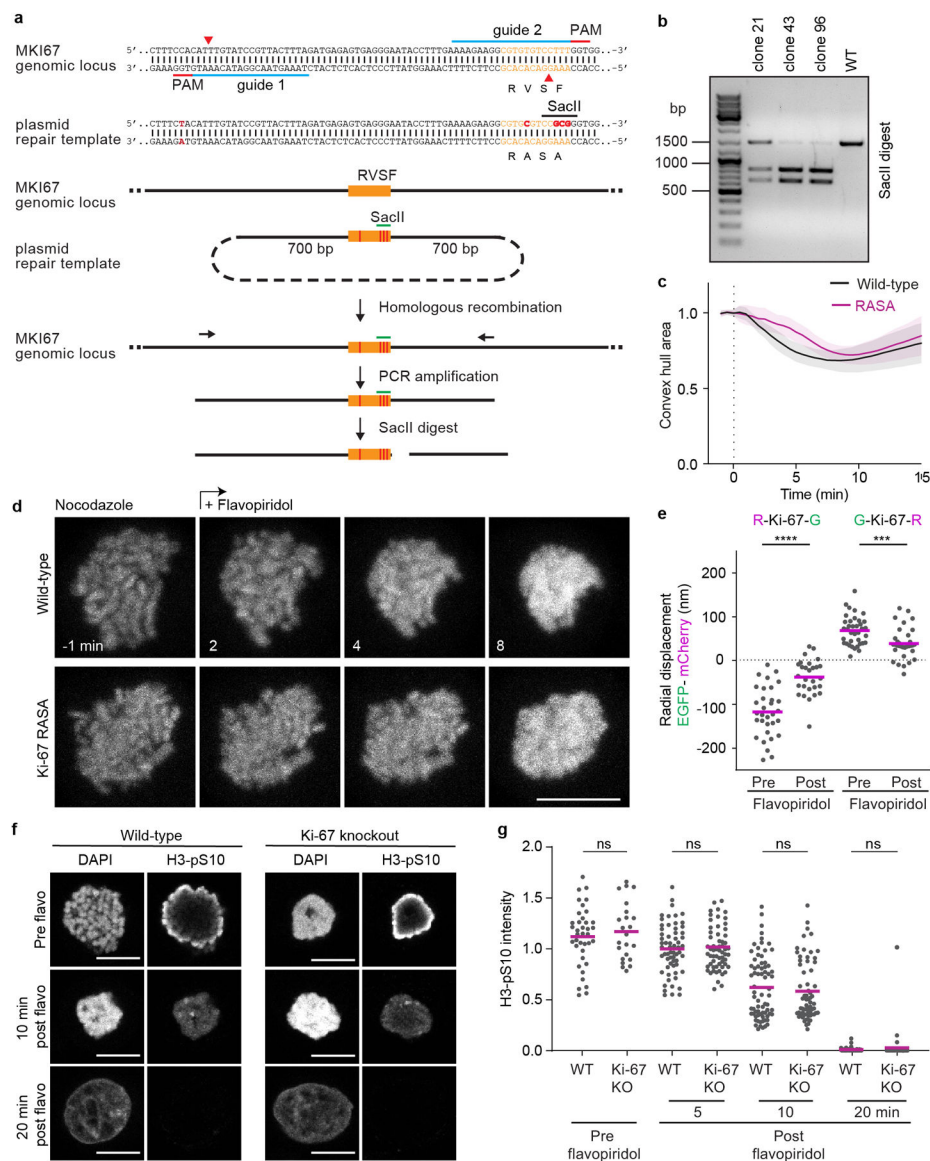 a
guide 2 PAM
MKI67
genomic locus
5′..CTTTCCACATTTGTATCCGTTACTTTAGATGAGAGTGAGGGAATACCTTTGAAAAGAAGGCGTGTGTCCTTTGGTGG..-3′
GAAAGGTGTAAACATAGGCAATGAAATCTACTCTCACTCCCTTATGGAAACTTTTCTTCCGCACACAGGAAACCACC..-5′
PAM guide 1
R V S F
SacII
plasmid
repair template
R A S A
RVSF
MKI67
genomic locus
SacII
700 bp 700 bp
plasmid
repair template
Homologous recombination
MKI67
genomic locus
PCR amplification
SacII digest
b
clone 21
clone 43
clone 96
WT
bp
1500
1000
500
SacII digest
c
Wild-type
RASA
Convex hull area
1.0
0.5
0.0
0 5 10 15
Time (min)
d
Nocodazole + Flavopiridol
Wild-type
-1 min 2 4 8
Ki-67 RASA
e
R-Ki-67-G G-Ki-67-R
**** ***
Radial displacement
EGFP- mCherry (nm)
200
100
0
-100
-200
Pre Post Pre Post
Flavopiridol Flavopiridol
f
Wild-type Ki-67 knockout
DAPI H3-pS10 DAPI H3-pS10
Pre flavo
10 min
post flavo
20 min
post flavo
g
ns ns ns ns
H3-pS10 intensity
2.0
1.5
1.0
0.5
0.0
WT Ki-67 KO WT Ki-67 KO WT Ki-67 KO WT Ki-67 KO
5 10 20 min
Pre
flavopiridol
Post
flavopiridol